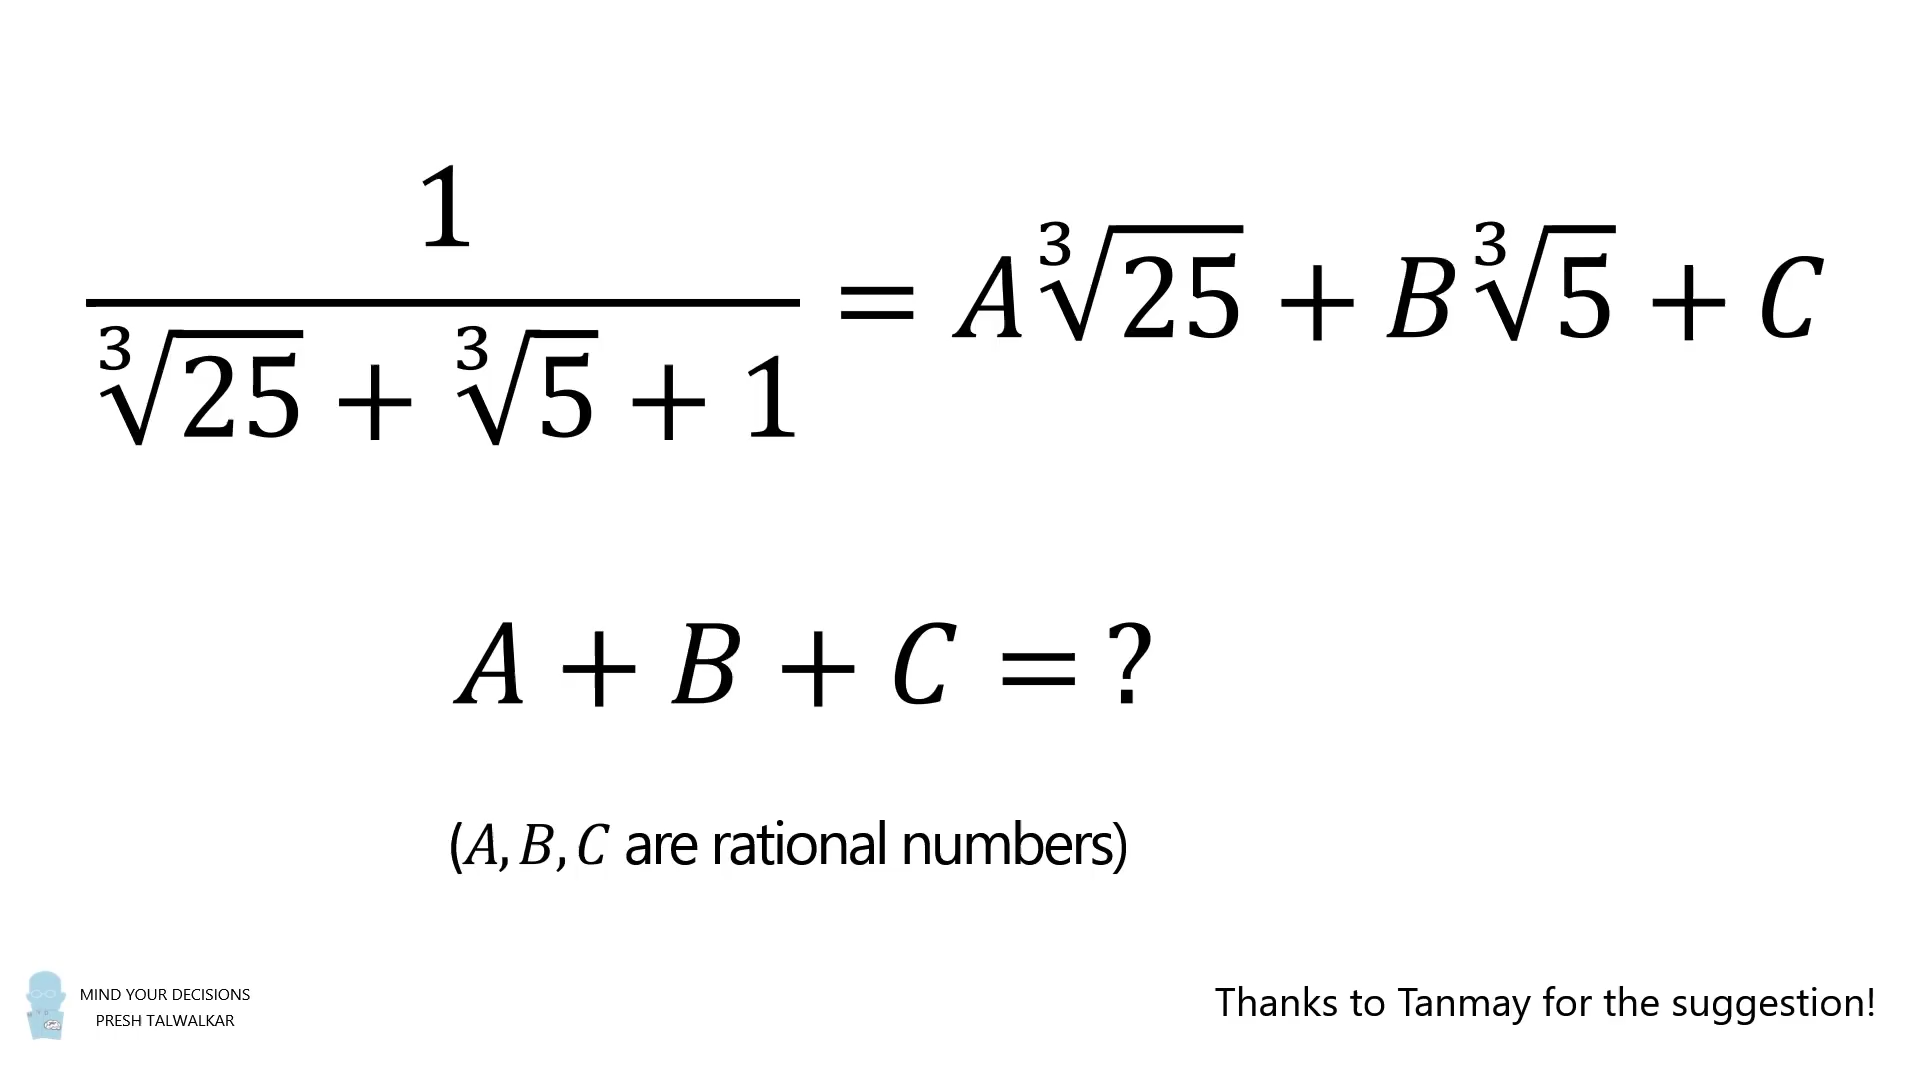 1 / (∛25 + ∛5 + 1) = A∛25 + B∛5 + C
A + B + C = ?
(A, B, C are rational numbers)
MIND YOUR DECISIONS
PRESH TALWALKAR
Thanks to Tanmay for the suggestion!